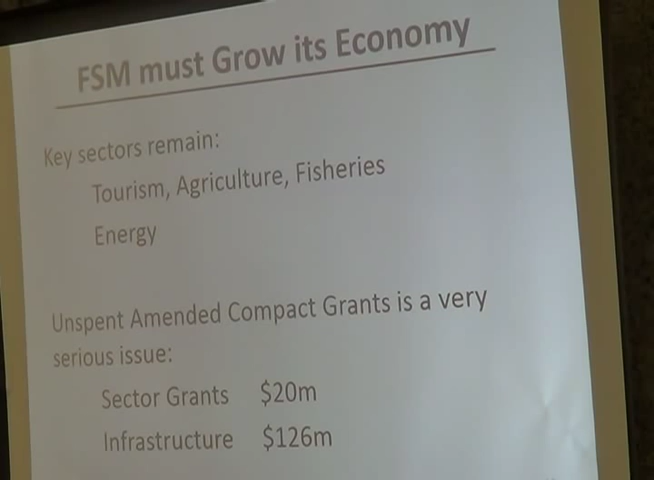 FSM must Grow its Economy
Key sectors remain:
Tourism, Agriculture, Fisheries
Energy
Unspent Amended Compact Grants is a very
serious issue:
Sector Grants $20m
Infrastructure $126m